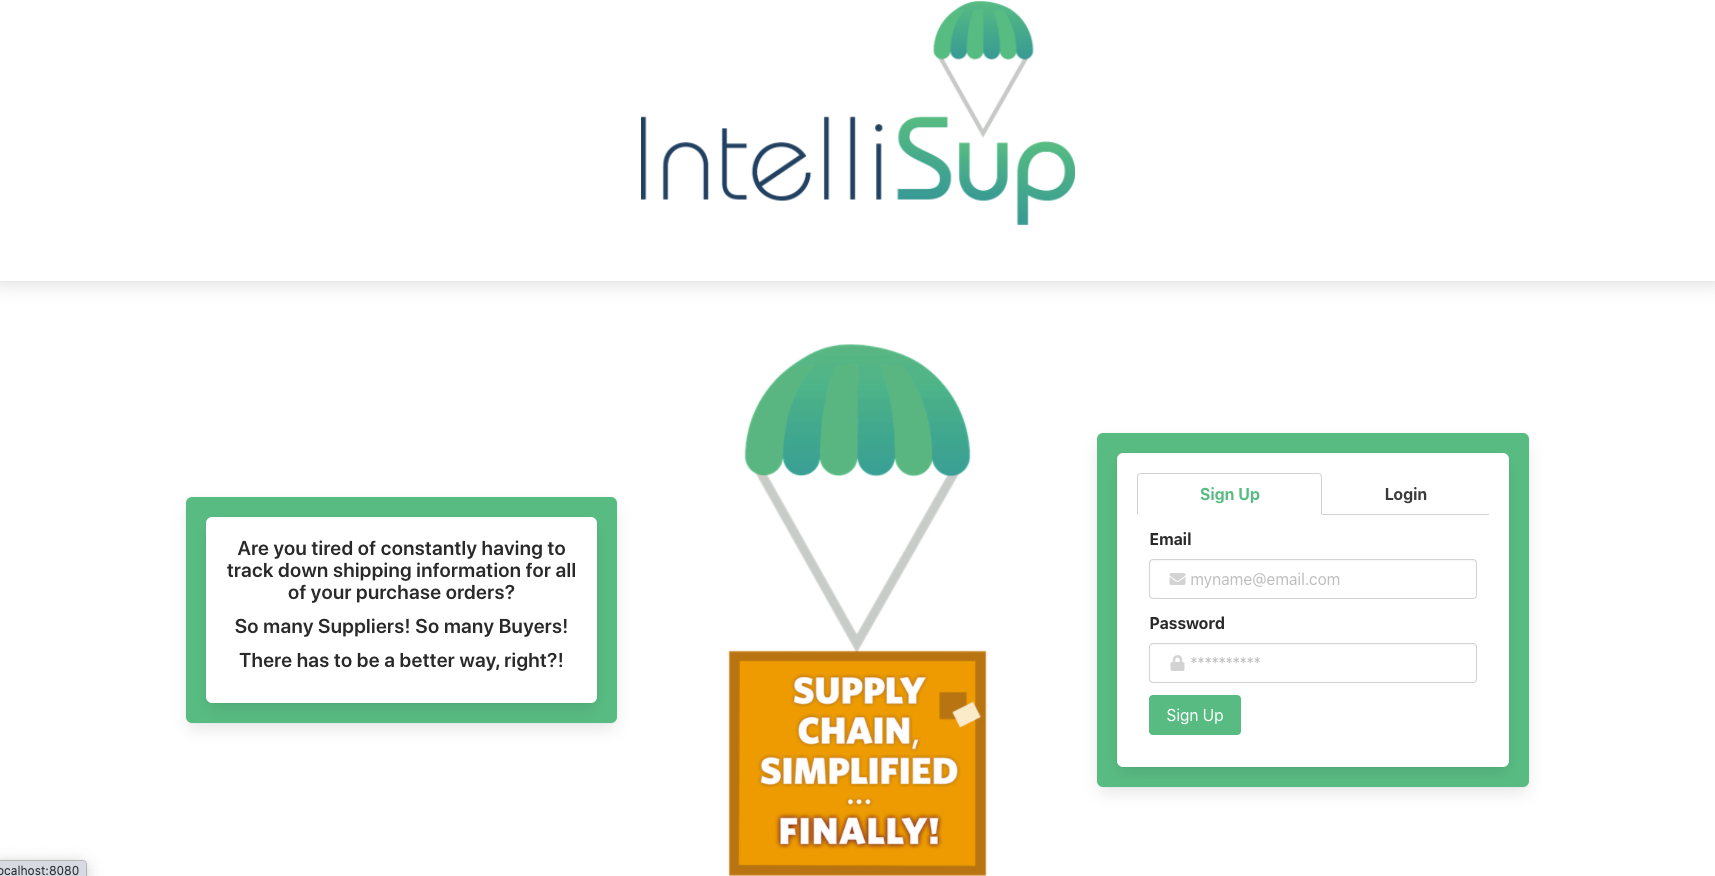 IntelliSup
Are you tired of constantly having to
track down shipping information for all
of your purchase orders?
So many Suppliers! So many Buyers!
There has to be a better way, right?!
SUPPLY
CHAIN,
SIMPLIFIED
...
FINALLY!
Sign Up
Login
Email
myname@email.com
Password
**********
Sign Up
ocalhost:8080